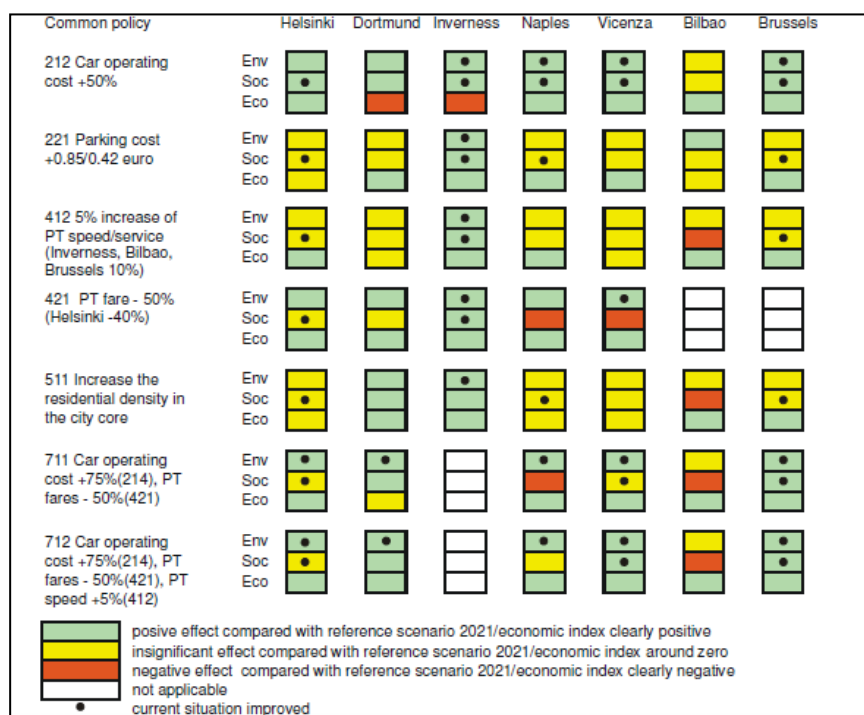 Common policy Helsinki Dortmund Inverness Naples Vicenza Bilbao Brussels
212 Car operating Env
cost +50% Soc
Eco
221 Parking cost Env
+0.85/0.42 euro Soc
Eco
412 5% increase of Env
PT speed/service Soc
(Inverness, Bilbao, Eco
Brussels 10%)
421 PT fare - 50% Env
(Helsinki -40%) Soc
Eco
511 Increase the Env
residential density in Soc
the city core Eco
711 Car operating Env
cost +75%(214), PT Soc
fares - 50%(421) Eco
712 Car operating Env
cost +75%(214), PT Soc
fares - 50%(421), PT Eco
speed +5%(412)
posive effect compared with reference scenario 2021/economic index clearly positive
insignificant effect compared with reference scenario 2021/economic index around zero
negative effect compared with reference scenario 2021/economic index clearly negative
not applicable
current situation improved